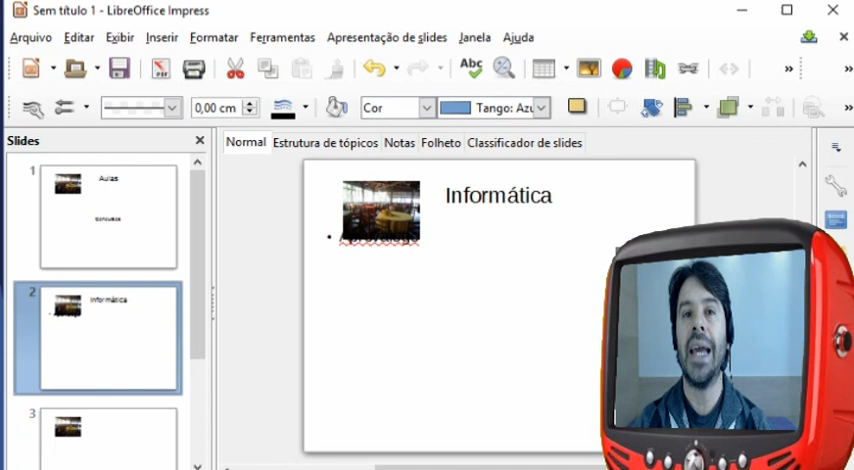 Sem título 1 - LibreOffice Impress
Arquivo Editar Exibir Inserir Formatar Ferramentas Apresentação de slides Janela Ajuda
PDF Abc
0,00 cm Cor Tango: Azu
Slides
Normal Estrutura de tópicos Notas Folheto Classificador de slides
1
Aulas
2
Informática
3
Informática